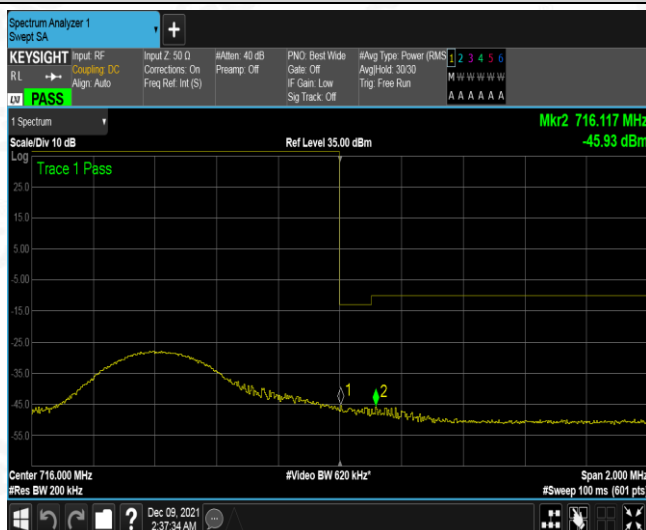 Spectrum Analyzer 1
Swept SA
+
KEYSIGHT Input: RF Input Z: 50 Ω #Atten: 40 dB PNO: Best Wide #Avg Type: Power (RMS 1 2 3 4 5 6
RL Coupling: DC Corrections: On Preamp: Off Gate: Off Avg|Hold: 30/30 M W W W W W
Align: Auto Freq Ref: Int (S) IF Gain: Low Trig: Free Run
LXI PASS Sig Track: Off A A A A A A
1 Spectrum Mkr2 716.117 MHz
Scale/Div 10 dB Ref Level 35.00 dBm -45.93 dBm
Log
Trace 1 Pass
25.0
15.0
5.00
-5.00
-15.0
-25.0
-35.0
1
2
-45.0
-55.0
Center 716.000 MHz #Video BW 620 kHz* Span 2.000 MHz
#Res BW 200 kHz #Sweep 100 ms (601 pts)
? Dec 09, 2021
2:37:34 AM